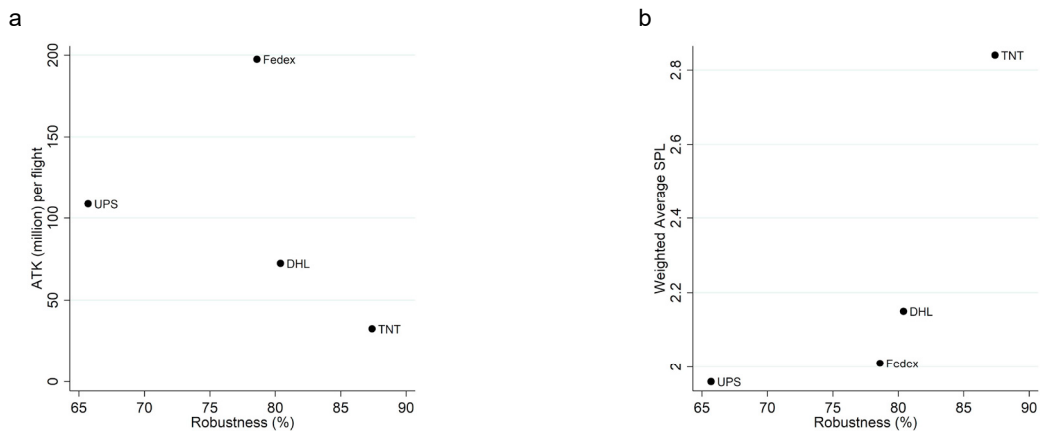 a
ATK (million) per flight
200
150
100
50
0
Fedex
UPS
DHL
TNT
65 70 75 80 85 90
Robustness (%)
b
Weighted Average SPL
2.8
2.6
2.4
2.2
2
TNT
DHL
Fedex
UPS
65 70 75 80 85 90
Robustness (%)